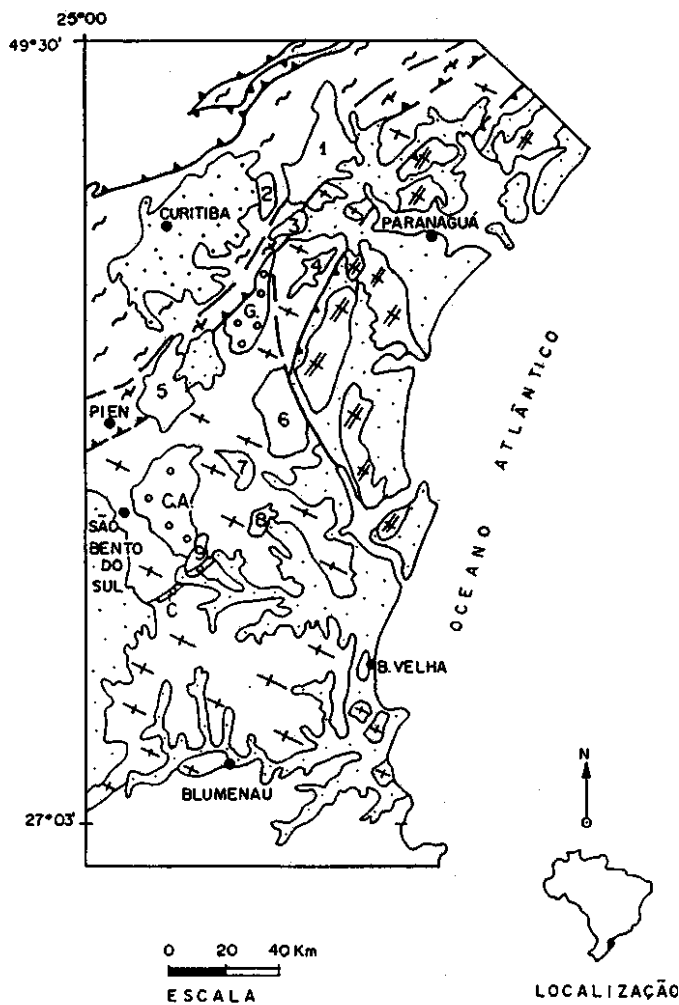 25°00
49°30'
1
2
CURITIBA
3
PARANAGUÁ
4
G.
5
6
PIEN
7
C.A.
SÃO
BENTO
DO
SUL
8
9
C
OCEANO ATLÂNTICO
B. VELHA
BLUMENAU
27°03'
N
0 20 40 Km
ESCALA
LOCALIZAÇÃO